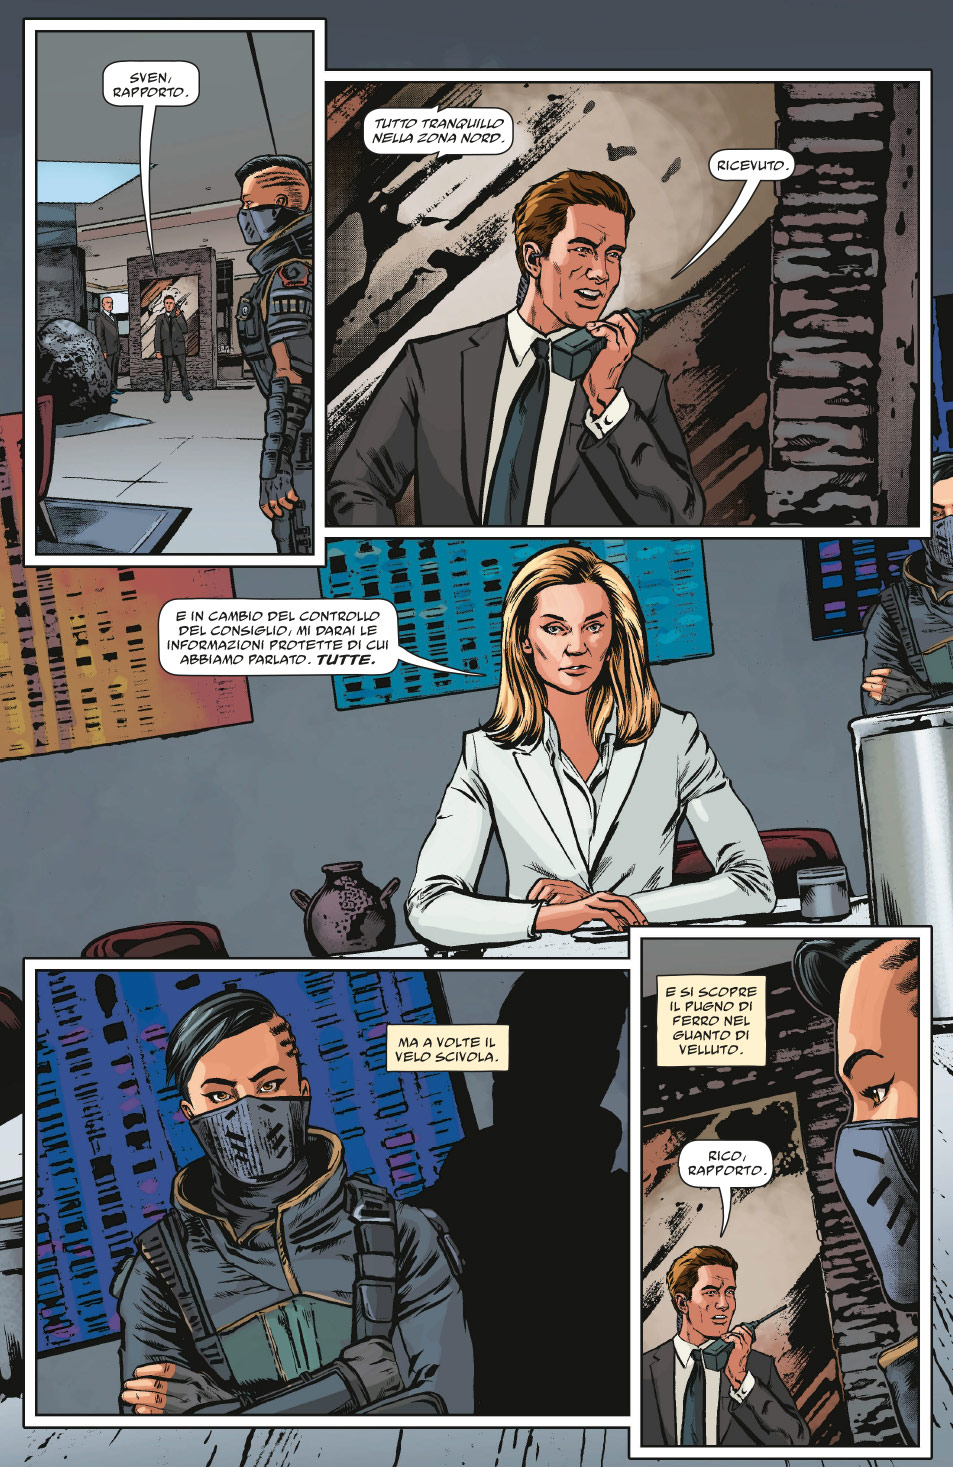 SVEN,
RAPPORTO.
TUTTO TRANQUILLO
NELLA ZONA NORD.
RICEVUTO.
E IN CAMBIO DEL CONTROLLO
DEL CONSIGLIO, MI DARAI LE
INFORMAZIONI PROTETTE DI CUI
ABBIAMO PARLATO. TUTTE.
MA A VOLTE IL
VELO SCIVOLA.
E SI SCOPRE
IL PUGNO DI
FERRO NEL
GUANTO DI
VELLUTO.
RICO,
RAPPORTO.